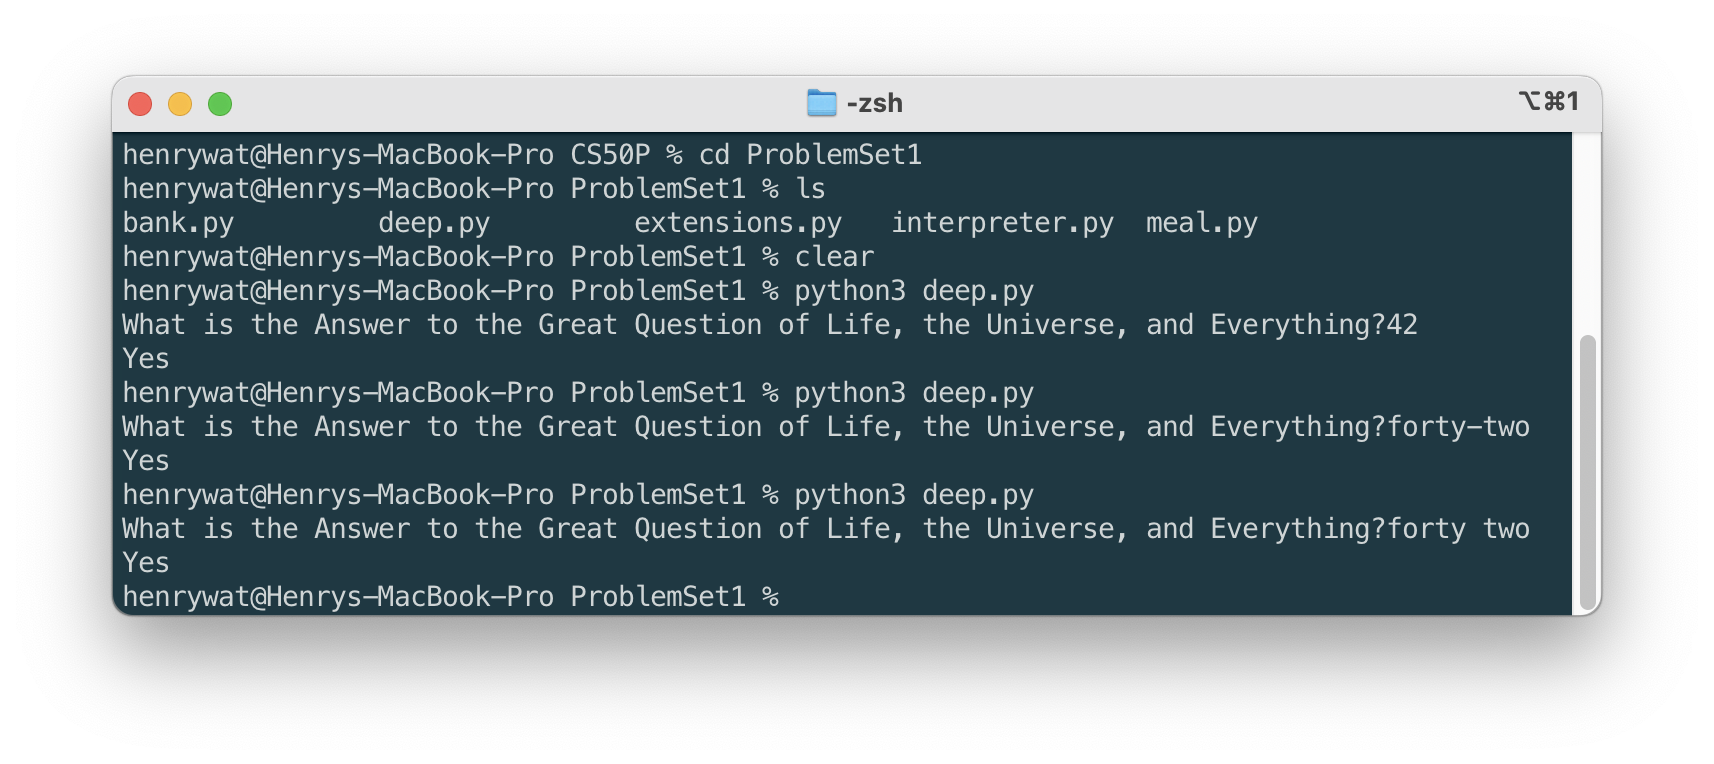 -zsh
⌥⌘1
henrywat@Henrys-MacBook-Pro CS50P % cd ProblemSet1
henrywat@Henrys-MacBook-Pro ProblemSet1 % ls
bank.py         deep.py         extensions.py   interpreter.py  meal.py
henrywat@Henrys-MacBook-Pro ProblemSet1 % clear
henrywat@Henrys-MacBook-Pro ProblemSet1 % python3 deep.py
What is the Answer to the Great Question of Life, the Universe, and Everything?42
Yes
henrywat@Henrys-MacBook-Pro ProblemSet1 % python3 deep.py
What is the Answer to the Great Question of Life, the Universe, and Everything?forty-two
Yes
henrywat@Henrys-MacBook-Pro ProblemSet1 % python3 deep.py
What is the Answer to the Great Question of Life, the Universe, and Everything?forty two
Yes
henrywat@Henrys-MacBook-Pro ProblemSet1 %